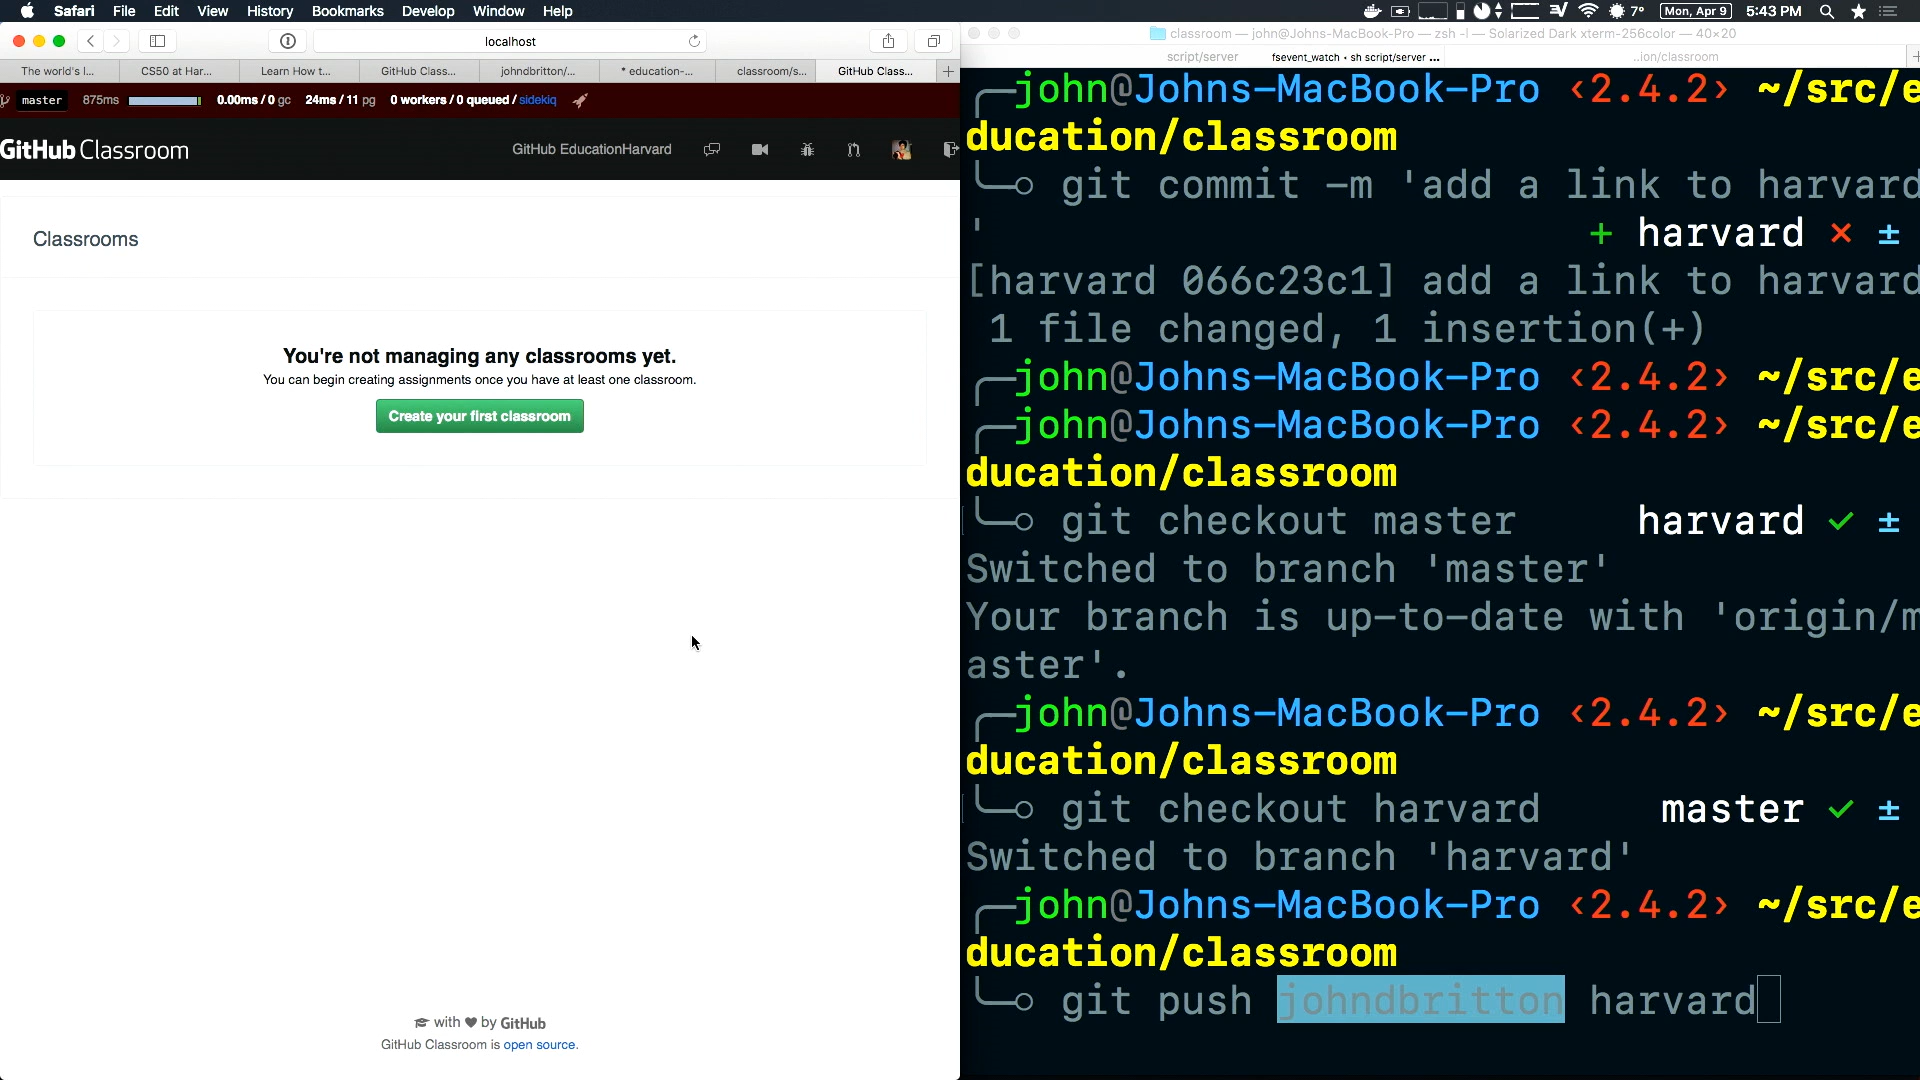 Safari File Edit View History Bookmarks Develop Window Help
7° Mon, Apr 9 5:43 PM
localhost
The world's l... CS50 at Har... Learn How t... GitHub Class... johndbritton/... * education-... classroom/s... GitHub Class...
master 875ms 0.00ms / 0 gc 24ms / 11 pg 0 workers / 0 queued / sidekiq
GitHub Classroom GitHub EducationHarvard
Classrooms
You're not managing any classrooms yet.
You can begin creating assignments once you have at least one classroom.
Create your first classroom
with ♥ by GitHub
GitHub Classroom is open source.
classroom — john@Johns-MacBook-Pro — zsh -l — Solarized Dark xterm-256color — 40×20
script/server fsevent_watch • sh script/server ... ..ion/classroom
john@Johns-MacBook-Pro ‹2.4.2› ~/src/e
ducation/classroom
git commit -m 'add a link to harvard
' + harvard × ±
[harvard 066c23c1] add a link to harvard
1 file changed, 1 insertion(+)
john@Johns-MacBook-Pro ‹2.4.2› ~/src/e
john@Johns-MacBook-Pro ‹2.4.2› ~/src/e
ducation/classroom
git checkout master harvard ✓ ±
Switched to branch 'master'
Your branch is up-to-date with 'origin/m
aster'.
john@Johns-MacBook-Pro ‹2.4.2› ~/src/e
ducation/classroom
git checkout harvard master ✓ ±
Switched to branch 'harvard'
john@Johns-MacBook-Pro ‹2.4.2› ~/src/e
ducation/classroom
git push johndbritton harvard